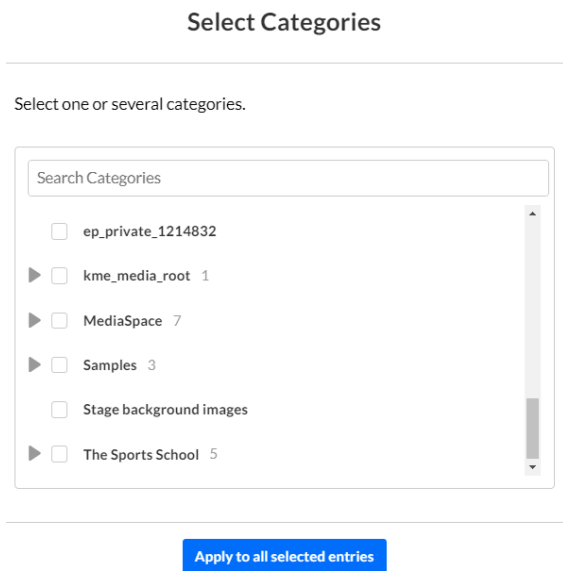 Select Categories
Select one or several categories.
Search Categories
ep_private_1214832
kme_media_root 1
MediaSpace 7
Samples 3
Stage background images
The Sports School 5
Apply to all selected entries